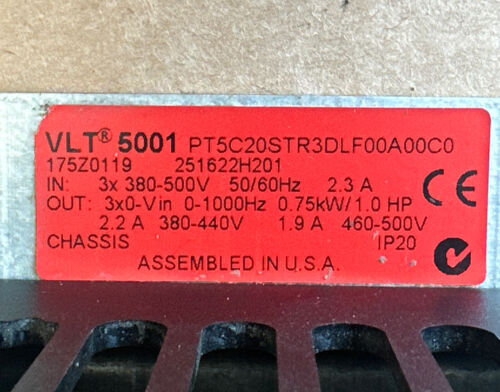 VLT® 5001 PT5C20STR3DLF00A00C0
175Z0119 251622H201
IN: 3x 380-500V 50/60Hz 2.3 A
OUT: 3x0-Vin 0-1000Hz 0.75kW/1.0 HP
2.2 A 380-440V 1.9 A 460-500V
CHASSIS IP20
ASSEMBLED IN U.S.A.
CE